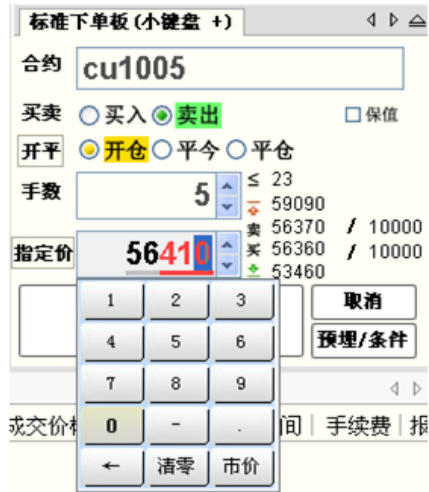 标准下单板(小键盘 +)
合约 cu1005
买卖 买入 卖出 保值
开平 开仓 平今 平仓
手数 5 ≤ 23
59090
卖 56370 / 10000
指定价 56410 买 56360 / 10000
53460
1 2 3 取消
4 5 6 预埋/条件
7 8 9
成交价格 0 - . 间 手续费 报
← 清零 市价